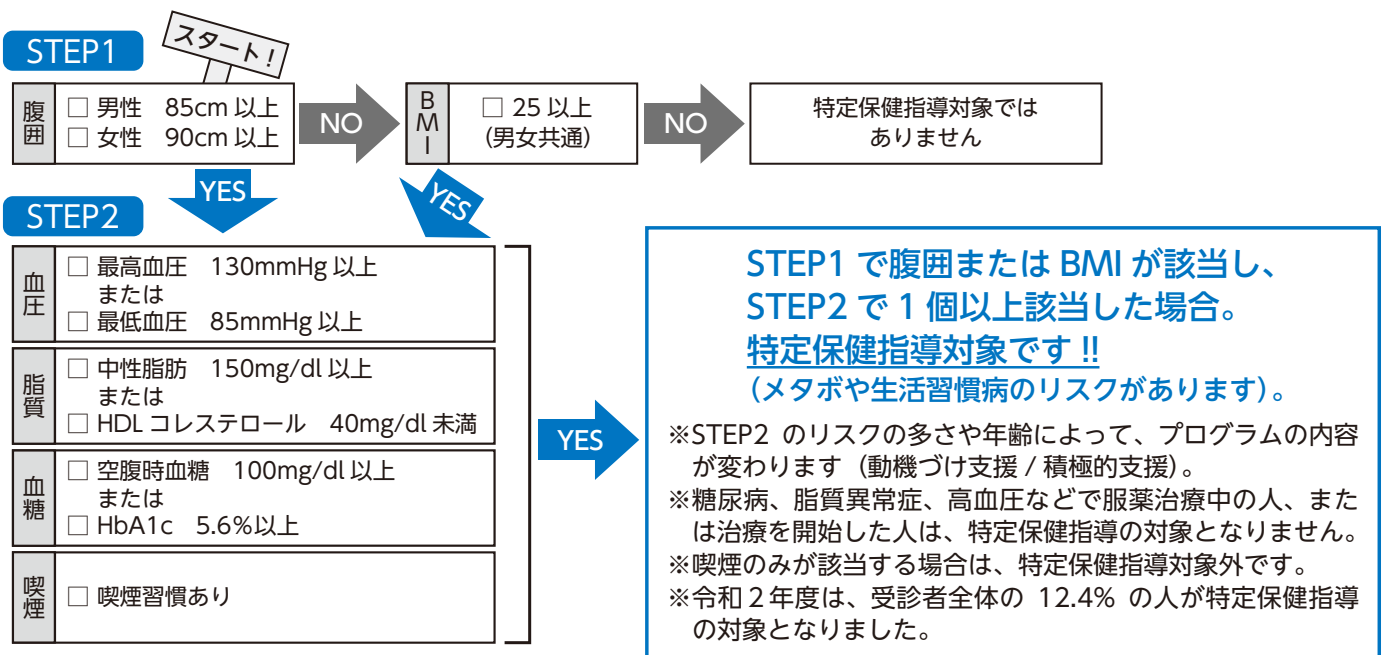 スタート！
STEP1
腹囲
□ 男性　85cm 以上
□ 女性　90cm 以上
NO
BMI
□ 25 以上
(男女共通)
NO
特定保健指導対象では
ありません
YES
YES
STEP2
血圧
□ 最高血圧　130mmHg 以上
または
□ 最低血圧　85mmHg 以上
脂質
□ 中性脂肪　150mg/dl 以上
または
□ HDL コレステロール　40mg/dl 未満
血糖
□ 空腹時血糖　100mg/dl 以上
または
□ HbA1c　5.6%以上
喫煙
□ 喫煙習慣あり
YES
STEP1 で腹囲または BMI が該当し、
STEP2 で 1 個以上該当した場合。
特定保健指導対象です !!
（メタボや生活習慣病のリスクがあります）。
※STEP2 のリスクの多さや年齢によって、プログラムの内容
が変わります（動機づけ支援 / 積極的支援）。
※糖尿病、脂質異常症、高血圧などで服薬治療中の人、また
は治療を開始した人は、特定保健指導の対象となりません。
※喫煙のみが該当する場合は、特定保健指導対象外です。
※令和２年度は、受診者全体の 12.4% の人が特定保健指導
の対象となりました。